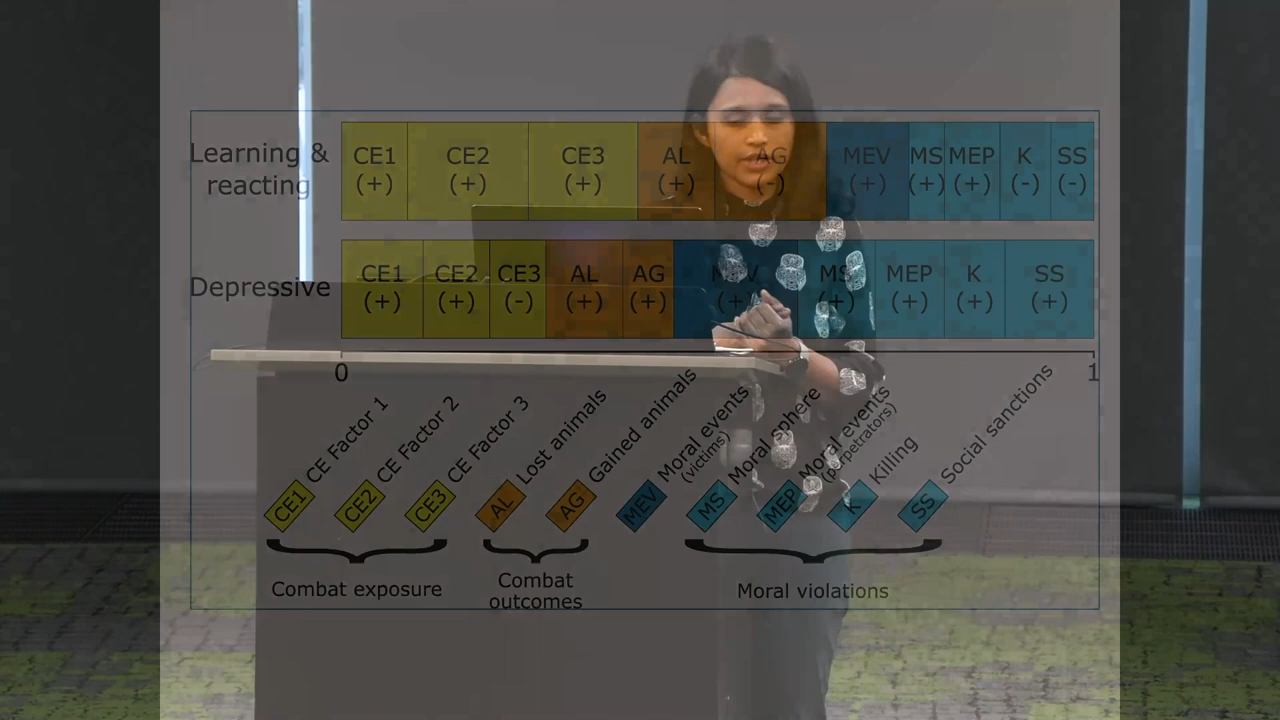 Learning &
reacting
CE1 CE2 CE3 AL AG MEV MS MEP K SS
(+) (+) (+) (+) (-) (+) (+) (+) (-) (-)
Depressive
CE1 CE2 CE3 AL AG MEV MS MEP K SS
(+) (+) (-) (+) (+) (+) (+) (+) (+) (+)
0 1
CE1 CE Factor 1
CE2 CE Factor 2
CE3 CE Factor 3
AL Lost animals
AG Gained animals
MEV Moral events
(victims)
MS Moral sphere
MEP Moral events
(perpetrators)
K Killing
SS Social sanctions
Combat exposure
Combat
outcomes
Moral violations